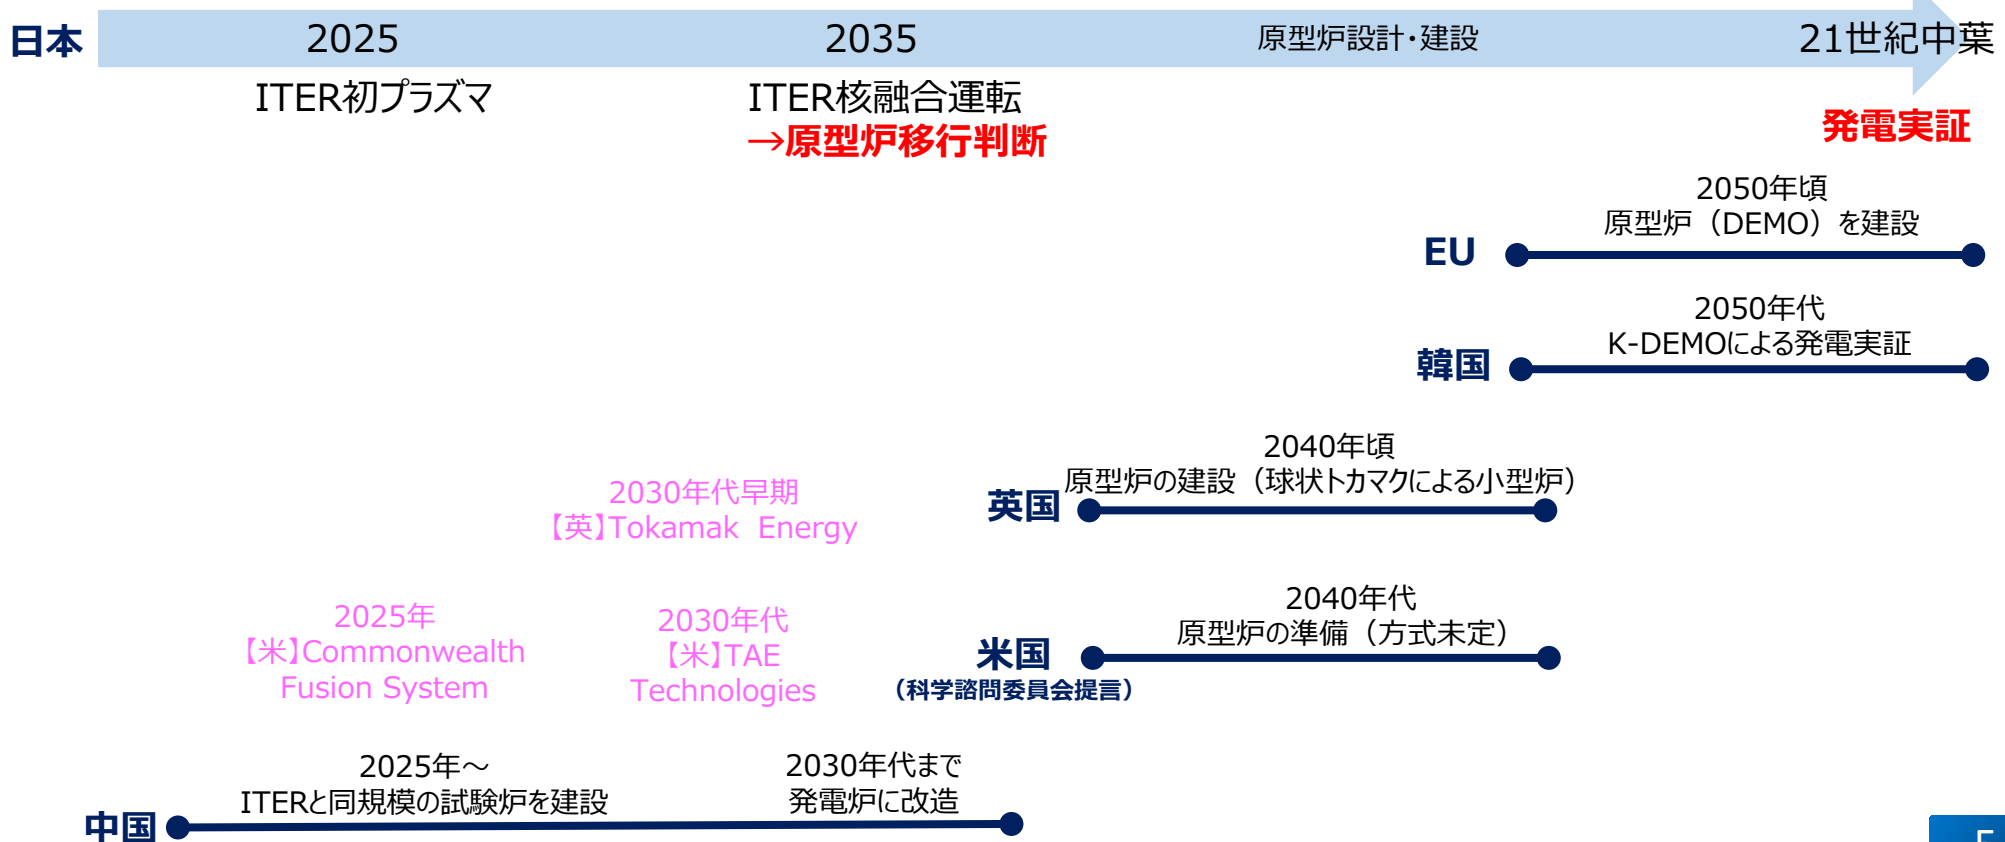 日本
2025
2035
原型炉設計・建設
21世紀中葉
ITER初プラズマ
ITER核融合運転
→原型炉移行判断
発電実証
2050年頃
原型炉（DEMO）を建設
EU
2050年代
K-DEMOによる発電実証
韓国
2040年頃
原型炉の建設（球状トカマクによる小型炉）
英国
2030年代早期
【英】Tokamak Energy
2025年
【米】Commonwealth
Fusion System
2030年代
【米】TAE
Technologies
米国
（科学諮問委員会提言）
2040年代
原型炉の準備（方式未定）
2025年～
ITERと同規模の試験炉を建設
2030年代まで
発電炉に改造
中国